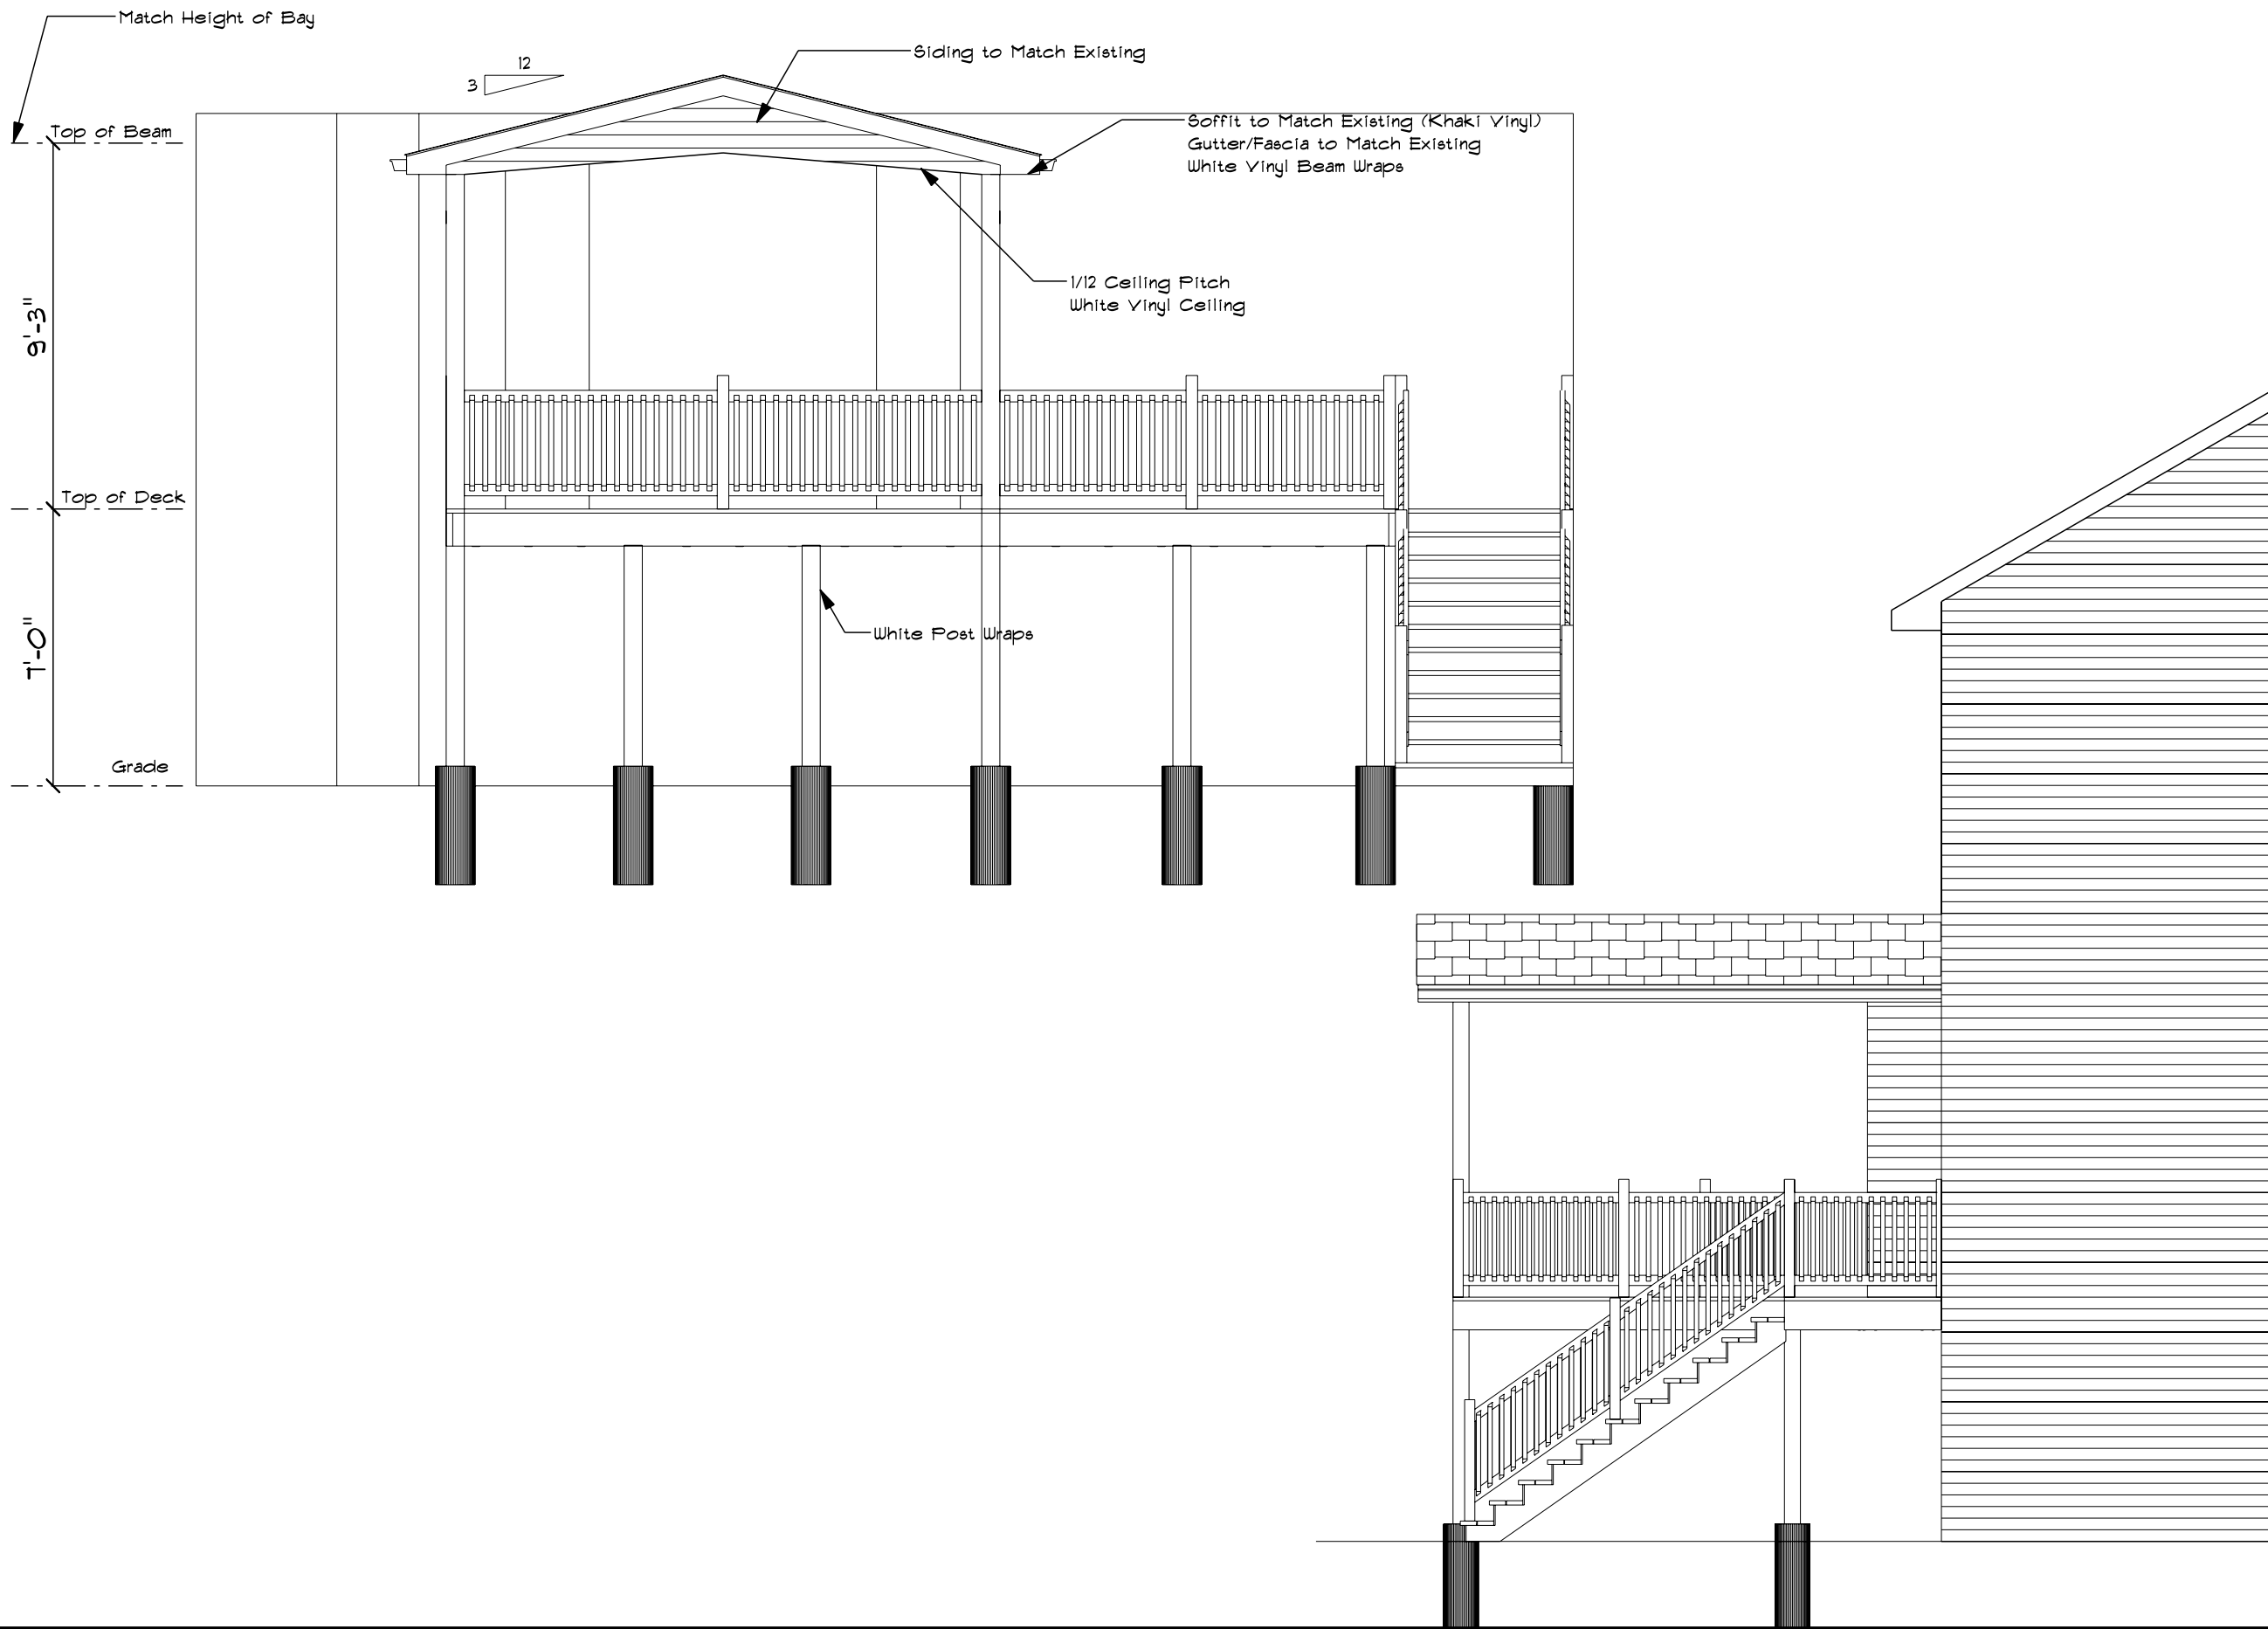 Match Height of Bay
Siding to Match Existing
12
3
Top of Beam
Soffit to Match Existing (Khaki Vinyl)
Gutter/Fascia to Match Existing
White Vinyl Beam Wraps
1/12 Ceiling Pitch
White Vinyl Ceiling
9'-3"
Top of Deck
White Post Wraps
7'-0"
Grade